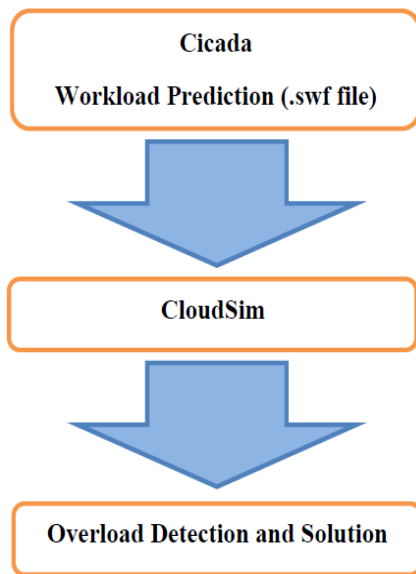 Cicada
Workload Prediction (.swf file)
CloudSim
Overload Detection and Solution